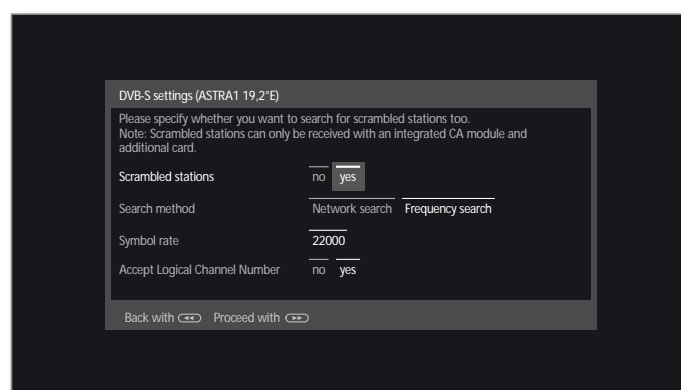 DVB-S settings (ASTRA1 19,2°E)
Please specify whether you want to search for scrambled stations too.
Note: Scrambled stations can only be received with an integrated CA module and
additional card.
Scrambled stations no yes
Search method Network search Frequency search
Symbol rate 22000
Accept Logical Channel Number no yes
Back with Proceed with